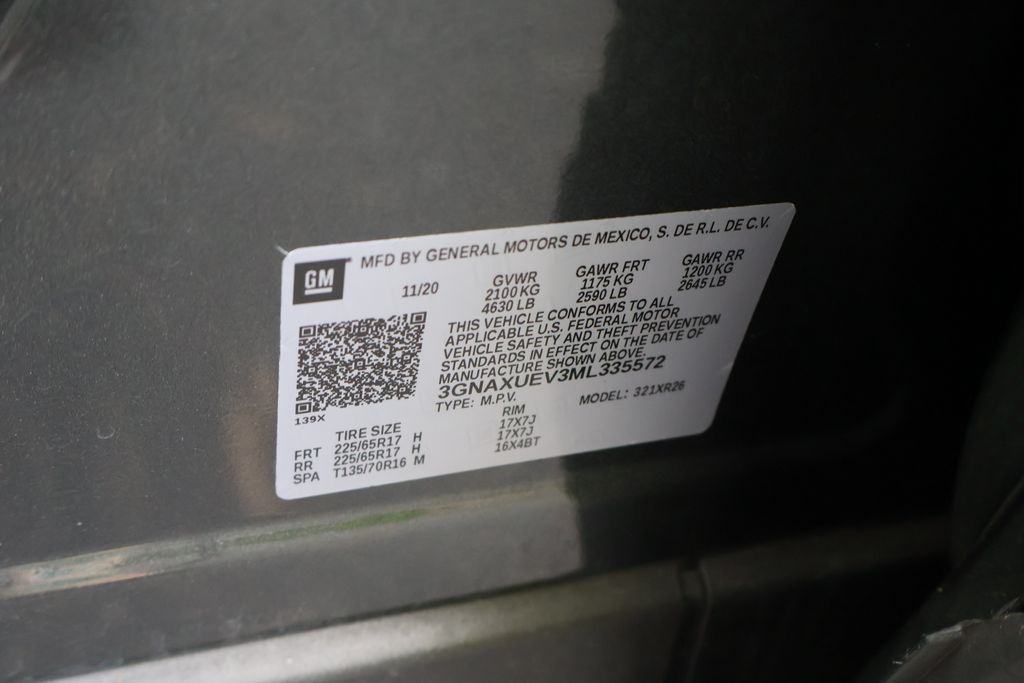 MFD BY GENERAL MOTORS DE MEXICO, S. DE R.L. DE C.V.
GM
11/20 GVWR GAWR FRT GAWR RR
2100 KG 1175 KG 1200 KG
4630 LB 2590 LB 2645 LB
THIS VEHICLE CONFORMS TO ALL
APPLICABLE U.S. FEDERAL MOTOR
VEHICLE SAFETY AND THEFT PREVENTION
STANDARDS IN EFFECT ON THE DATE OF
MANUFACTURE SHOWN ABOVE.
3GNAXUEV3ML335572
TYPE: M.P.V. MODEL: 321XR26
139X
TIRE SIZE RIM
FRT 225/65R17 H 17X7J
RR 225/65R17 H 17X7J
SPA T135/70R16 M 16X4BT